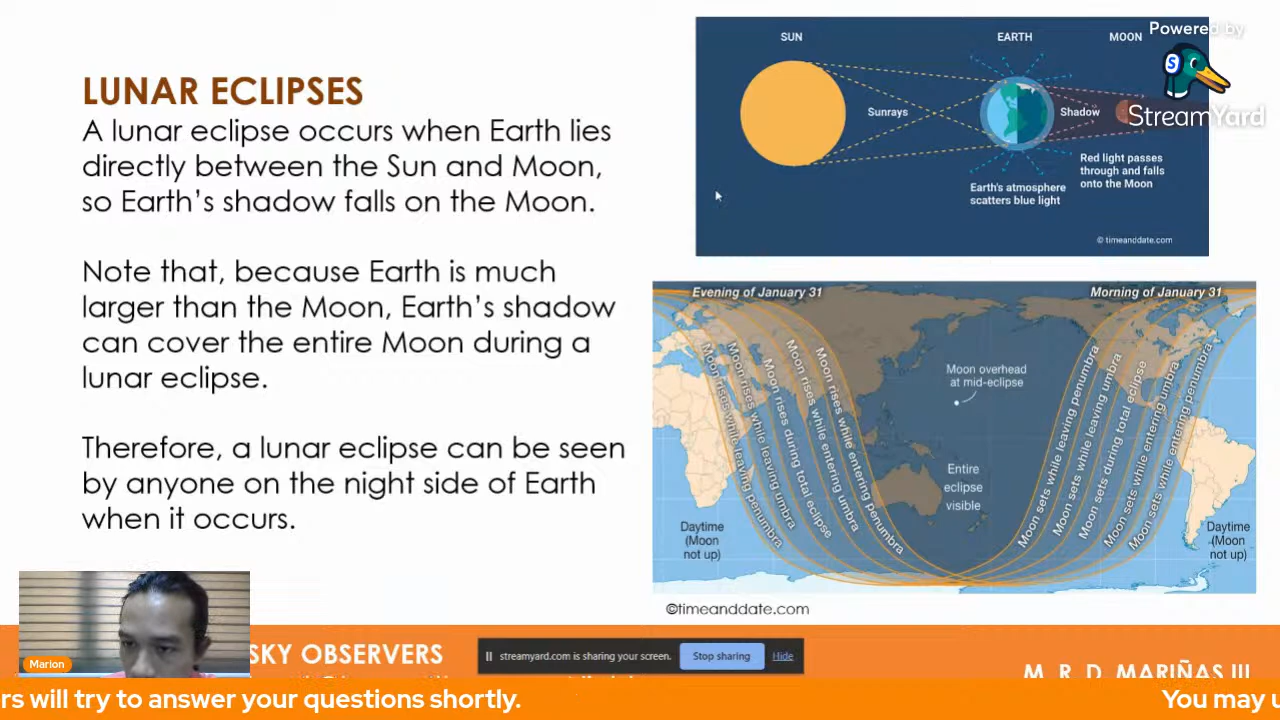 Powered by
StreamYard
SUN
EARTH
MOON
Sunrays
Shadow
Red light passes
through and falls
onto the Moon
Earth's atmosphere
scatters blue light
© timeanddate.com
LUNAR ECLIPSES
A lunar eclipse occurs when Earth lies
directly between the Sun and Moon,
so Earth’s shadow falls on the Moon.
Note that, because Earth is much
larger than the Moon, Earth’s shadow
can cover the entire Moon during a
lunar eclipse.
Therefore, a lunar eclipse can be seen
by anyone on the night side of Earth
when it occurs.
Evening of January 31
Morning of January 31
Moon rises while leaving penumbra
Moon rises while leaving umbra
Moon rises during total eclipse
Moon rises while entering umbra
Moon rises while entering penumbra
Moon overhead
at mid-eclipse
Entire
eclipse
visible
Moon sets while leaving penumbra
Moon sets while leaving umbra
Moon sets during total eclipse
Moon sets while entering umbra
Moon sets while entering penumbra
Daytime
(Moon
not up)
Daytime
(Moon
not up)
©timeanddate.com
Marion
SKY OBSERVERS
streamyard.com is sharing your screen.
Stop sharing
Hide
M. R. D. MARIÑAS III
rs will try to answer your questions shortly.
You may u